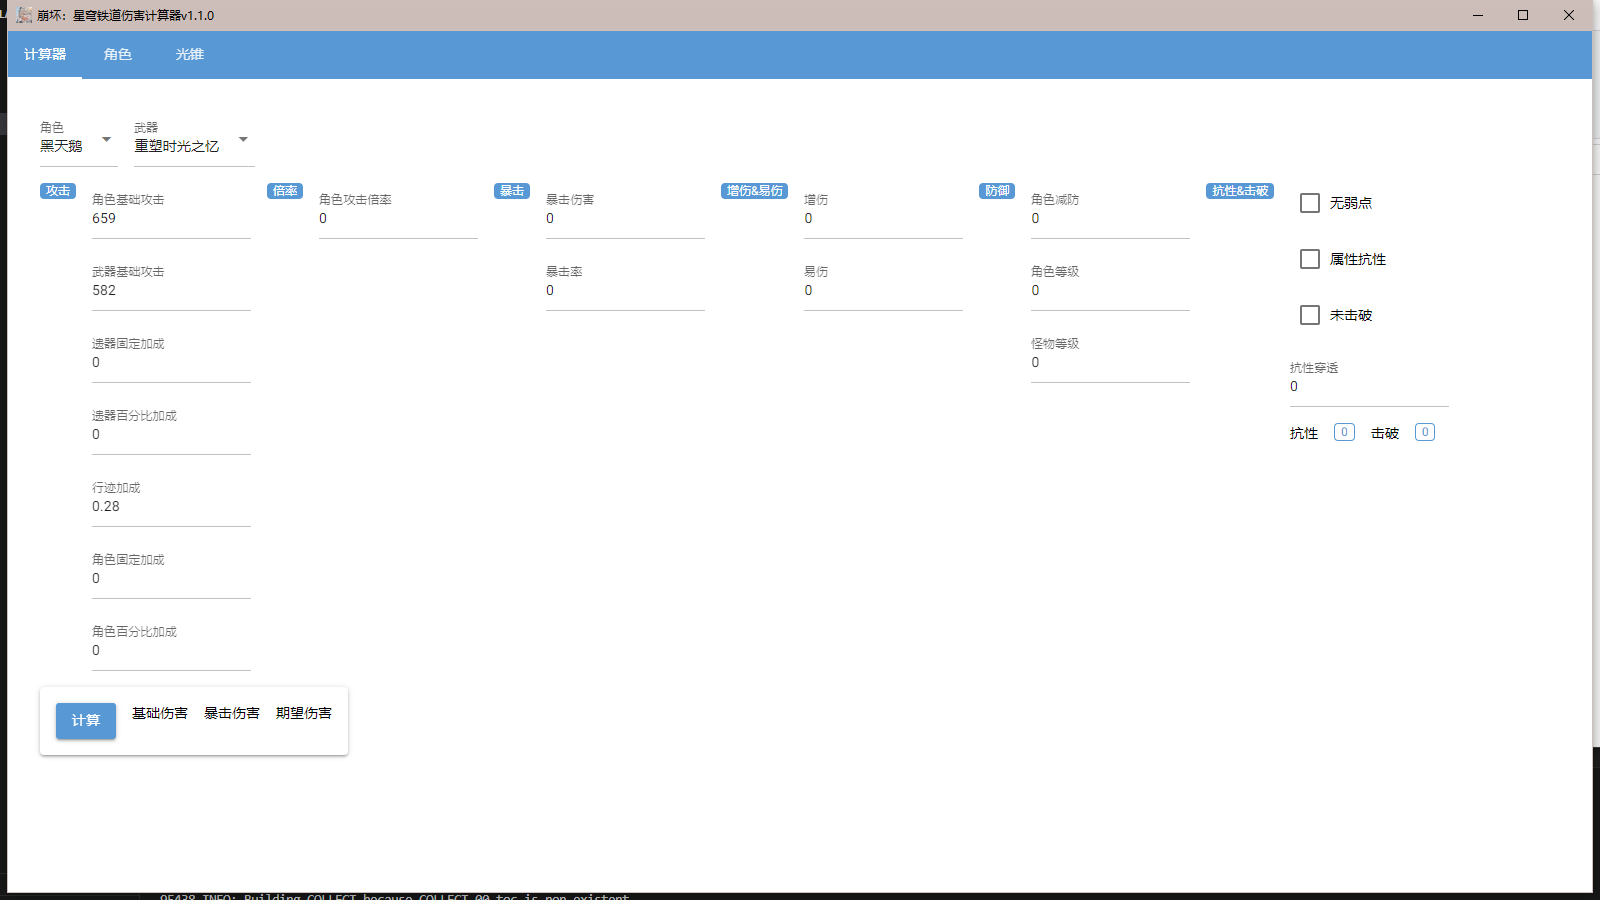 崩坏：星穹铁道伤害计算器v1.1.0
计算器 角色 光锥
角色 武器
黑天鹅 重塑时光之忆
攻击 角色基础攻击 倍率 角色攻击倍率 暴击 暴击伤害 增伤&易伤 增伤 防御 角色减防 抗性&击破 无弱点
659 0 0 0 0
武器基础攻击 暴击率 易伤 角色等级 属性抗性
582 0 0 0
未击破
遗器固定加成 怪物等级
0 0
抗性穿透
0
遗器百分比加成
0 抗性 0 击破 0
行迹加成
0.28
角色固定加成
0
角色百分比加成
0
计算 基础伤害 暴击伤害 期望伤害
95438 INFO: Building COLLECT because COLLECT-00.toc is non existent